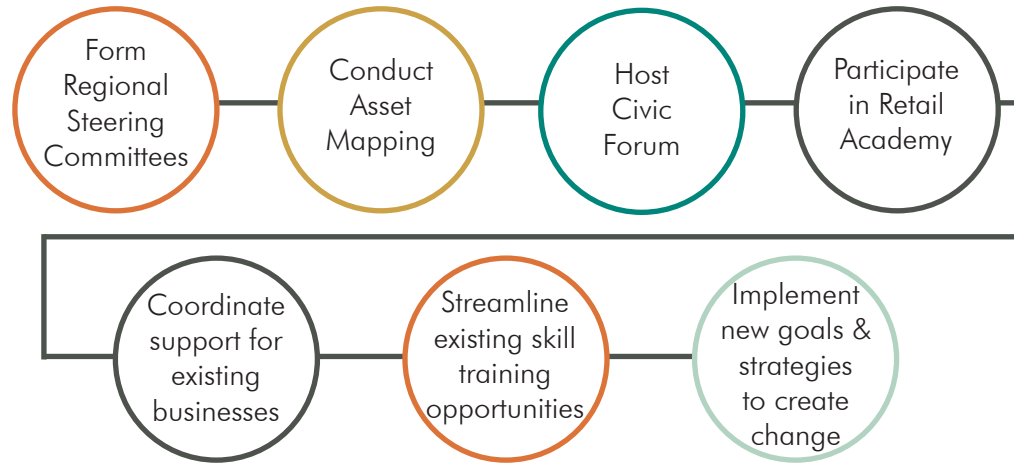 Form
Regional
Steering
Committees
Conduct
Asset
Mapping
Host
Civic
Forum
Participate
in Retail
Academy
Coordinate
support for
existing
businesses
Streamline
existing skill
training
opportunities
Implement
new goals &
strategies
to create
change